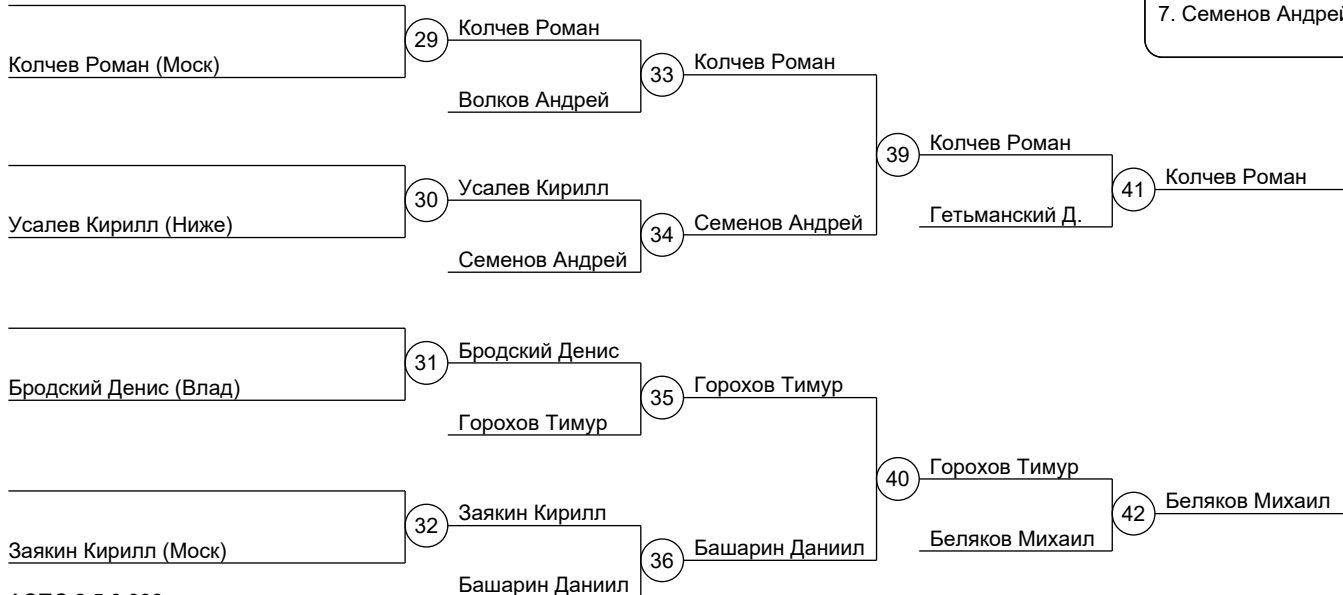 7. Семенов Андрей
29
Колчев Роман
Колчев Роман (Моск)
33
Колчев Роман
Волков Андрей
39
Колчев Роман
30
Усалев Кирилл
41
Колчев Роман
Усалев Кирилл (Ниже)
34
Семенов Андрей
Гетьманский Д.
Семенов Андрей
31
Бродский Денис
Бродский Денис (Влад)
35
Горохов Тимур
Горохов Тимур
40
Горохов Тимур
32
Заякин Кирилл
42
Беляков Михаил
Заякин Кирилл (Моск)
36
Башарин Даниил
Беляков Михаил
Башарин Даниил